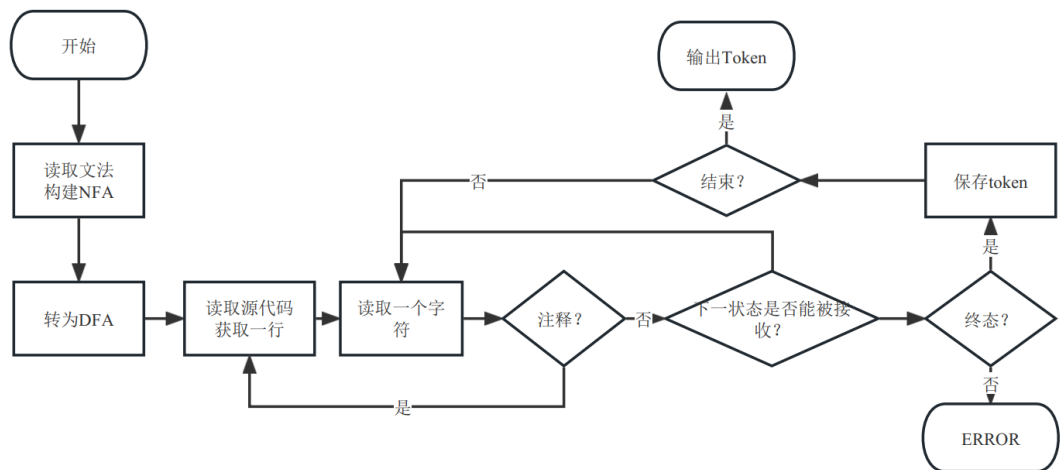 开始
输出Token
是
读取文法
构建NFA
否
结束？
保存token
是
转为DFA
读取源代码
获取一行
读取一个字
符
注释？
否
下一状态是否能被接
收？
终态？
是
否
ERROR